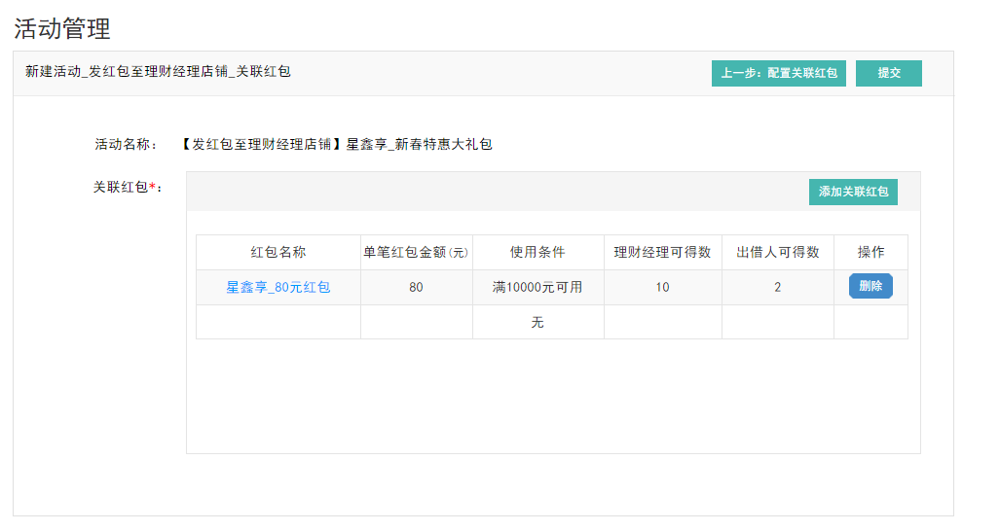 活动管理
新建活动_发红包至理财经理店铺_关联红包 上一步：配置关联红包 提交
活动名称： 【发红包至理财经理店铺】星鑫享_新春特惠大礼包
关联红包*： 添加关联红包
红包名称 单笔红包金额(元) 使用条件 理财经理可得数 出借人可得数 操作
星鑫享_80元红包 80 满10000元可用 10 2 删除
无